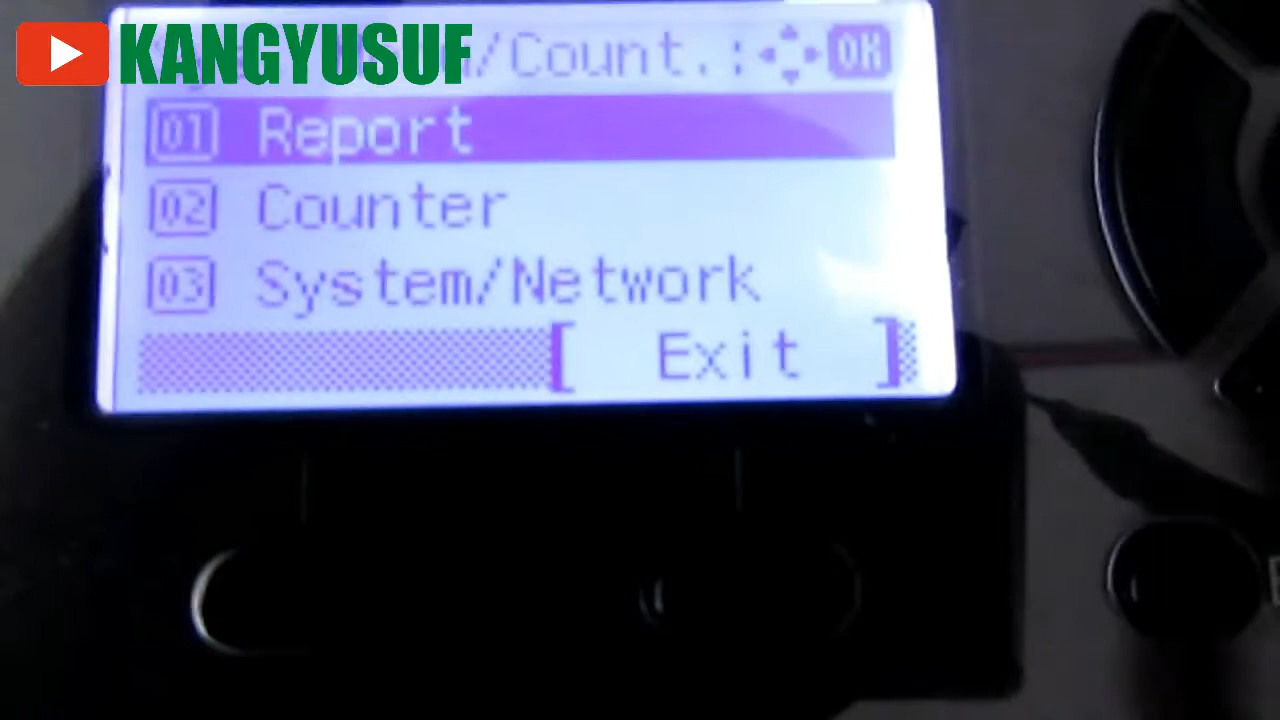 KANGYUSUF
/Count.: OK
01 Report
02 Counter
03 System/Network
[ Exit ]